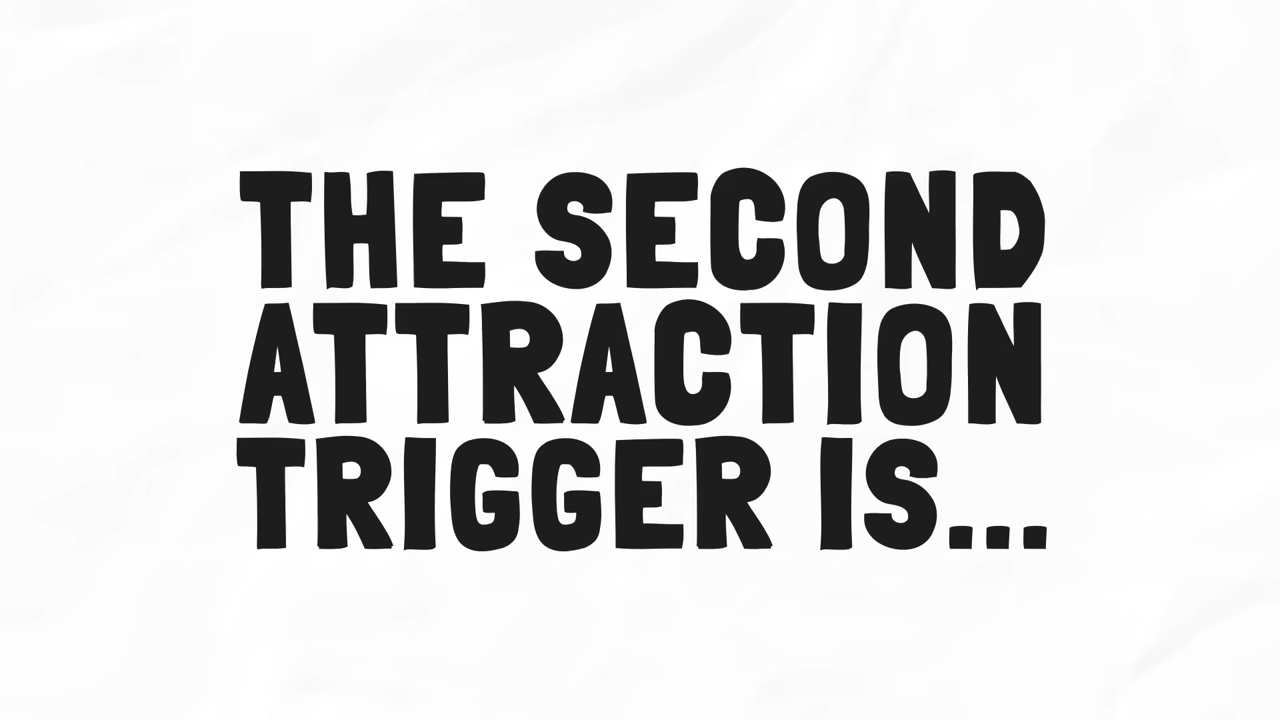 THE SECOND
ATTRACTION
TRIGGER IS...